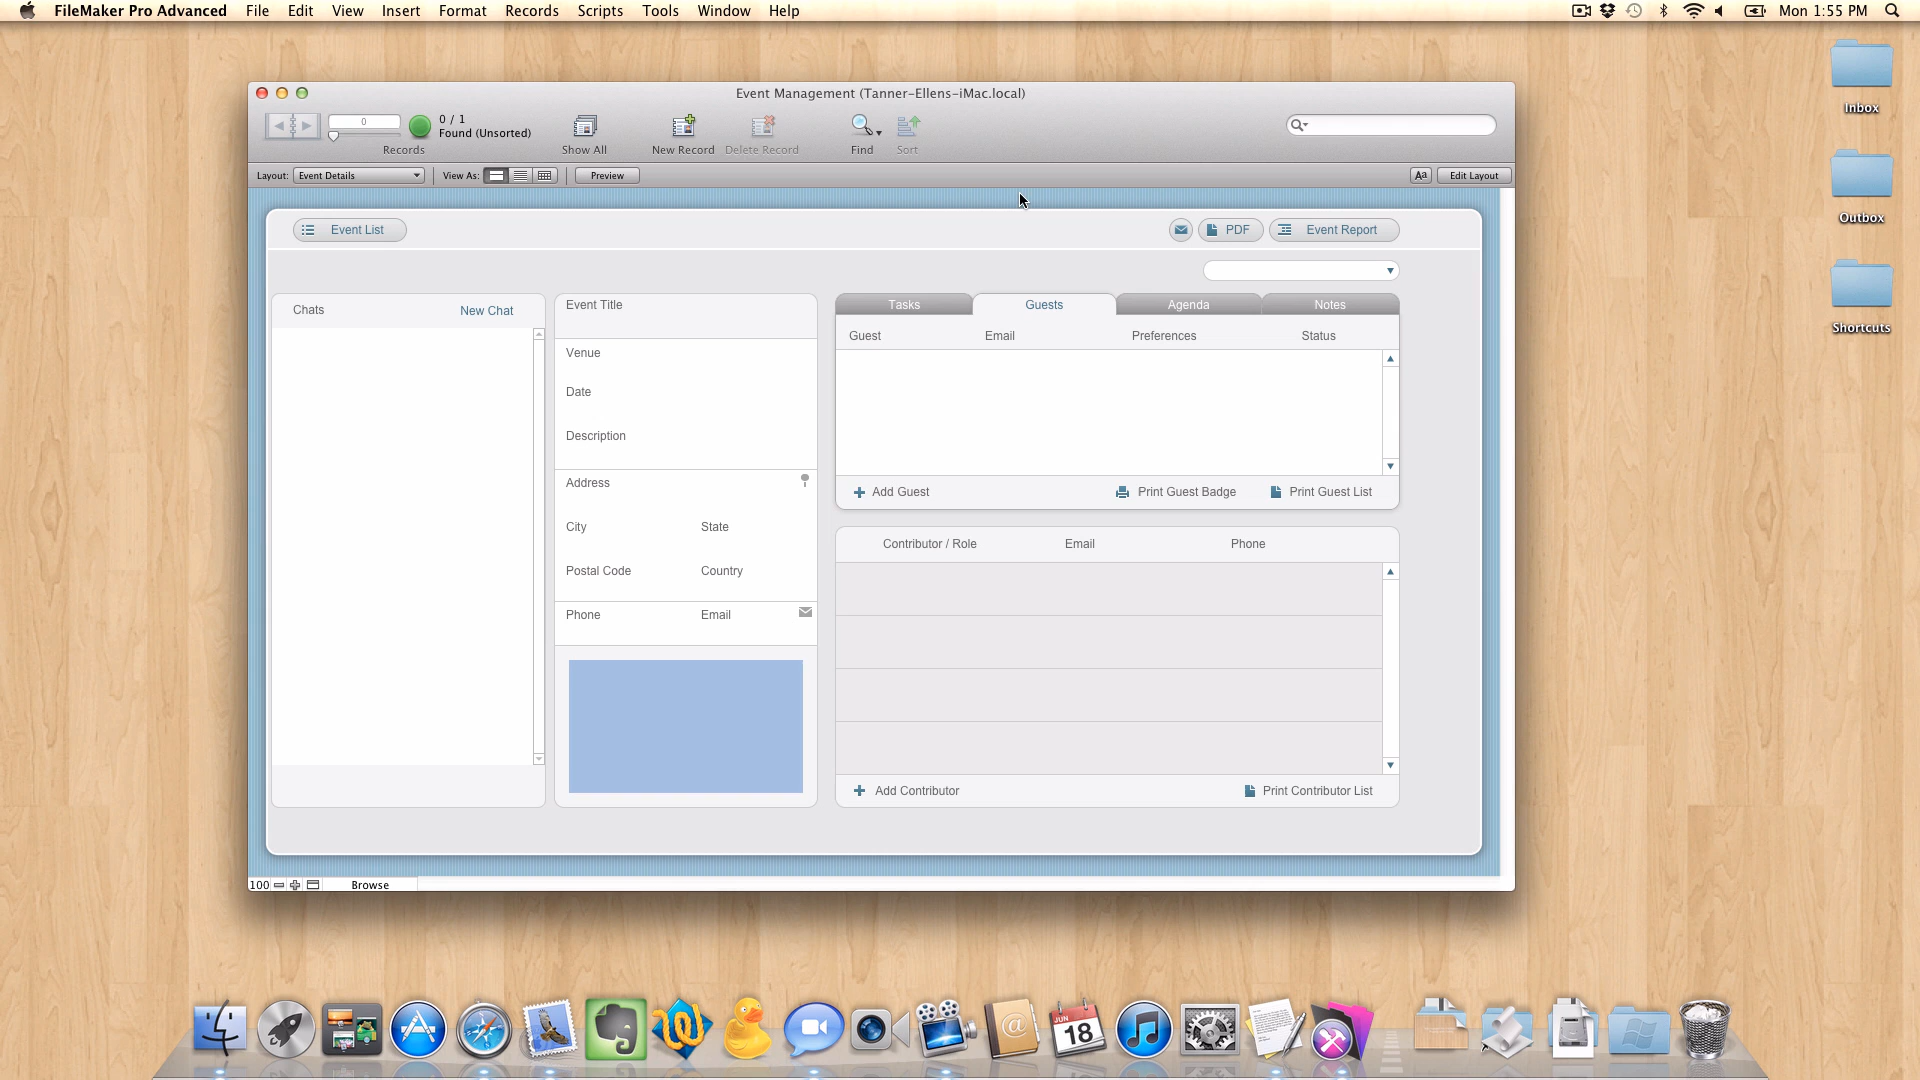 FileMaker Pro Advanced File Edit View Insert Format Records Scripts Tools Window Help Mon 1:55 PM
Inbox
Outbox
Shortcuts
Event Management (Tanner-Ellens-iMac.local)
0
0 / 1
Found (Unsorted)
Records Show All New Record Delete Record Find Sort
Layout: Event Details View As: Preview Aa Edit Layout
Event List PDF Event Report
Chats New Chat
Event Title
Venue
Date
Description
Address
City State
Postal Code Country
Phone Email
Tasks Guests Agenda Notes
Guest Email Preferences Status
Add Guest Print Guest Badge Print Guest List
Contributor / Role Email Phone
Add Contributor Print Contributor List
100 Browse
JUN
18